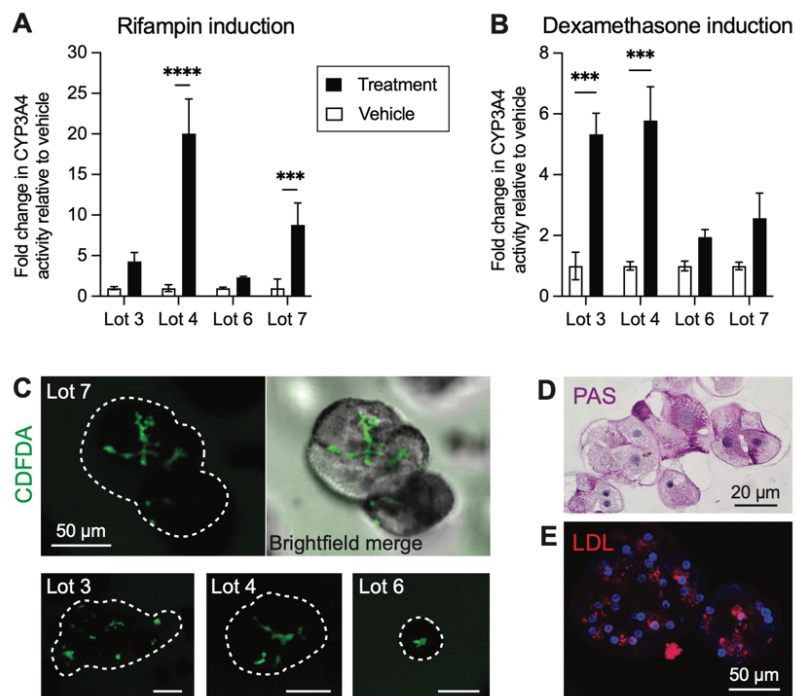 A
Rifampin induction
Fold change in CYP3A4
activity relative to vehicle
30
25
20
15
10
5
0
****
***
Lot 3
Lot 4
Lot 6
Lot 7
Treatment
Vehicle
B
Dexamethasone induction
Fold change in CYP3A4
activity relative to vehicle
8
6
4
2
0
***
***
Lot 3
Lot 4
Lot 6
Lot 7
C
CDFDA
Lot 7
50 µm
Brightfield merge
Lot 3
Lot 4
Lot 6
D
PAS
20 µm
E
LDL
50 µm